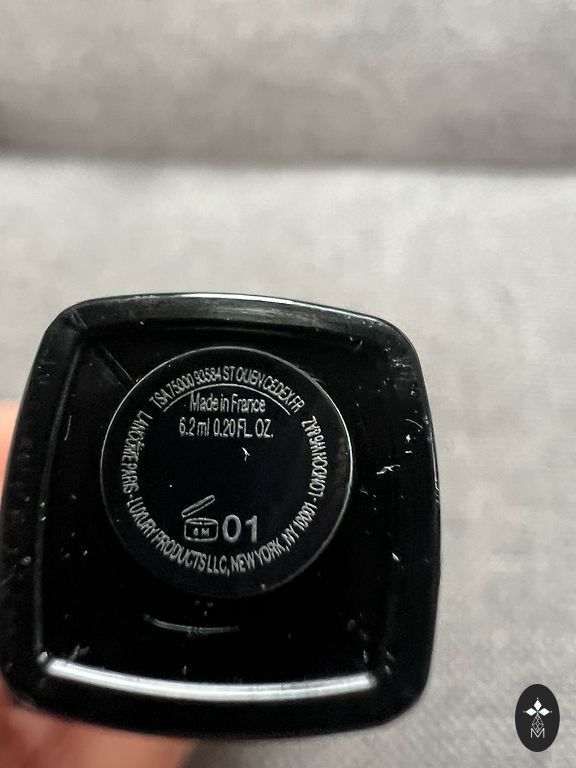 TSA 75000 93584 ST OUEN CEDEX FR
Made in France
6.2 ml 0.20 FL. OZ.
6 M
01
LANCÔME PARIS - LUXURY PRODUCTS LLC, NEW YORK, NY 10001 - LONDON W6 8AZ
M